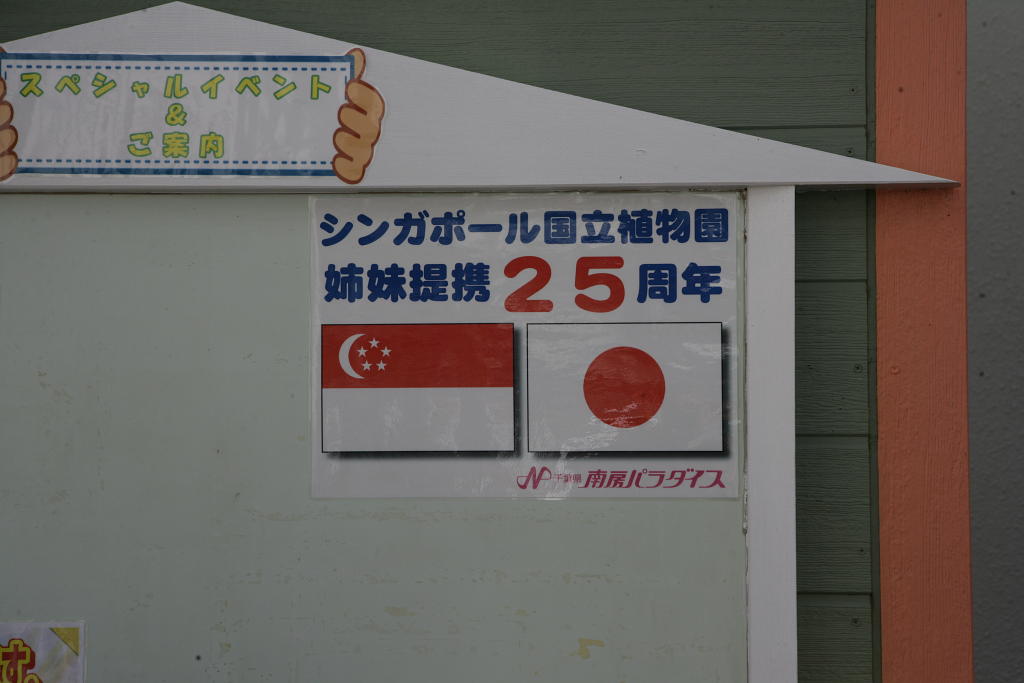 スペシャルイベント
&
ご案内
シンガポール国立植物園
姉妹提携25周年
千葉県 南房パラダイス
す。